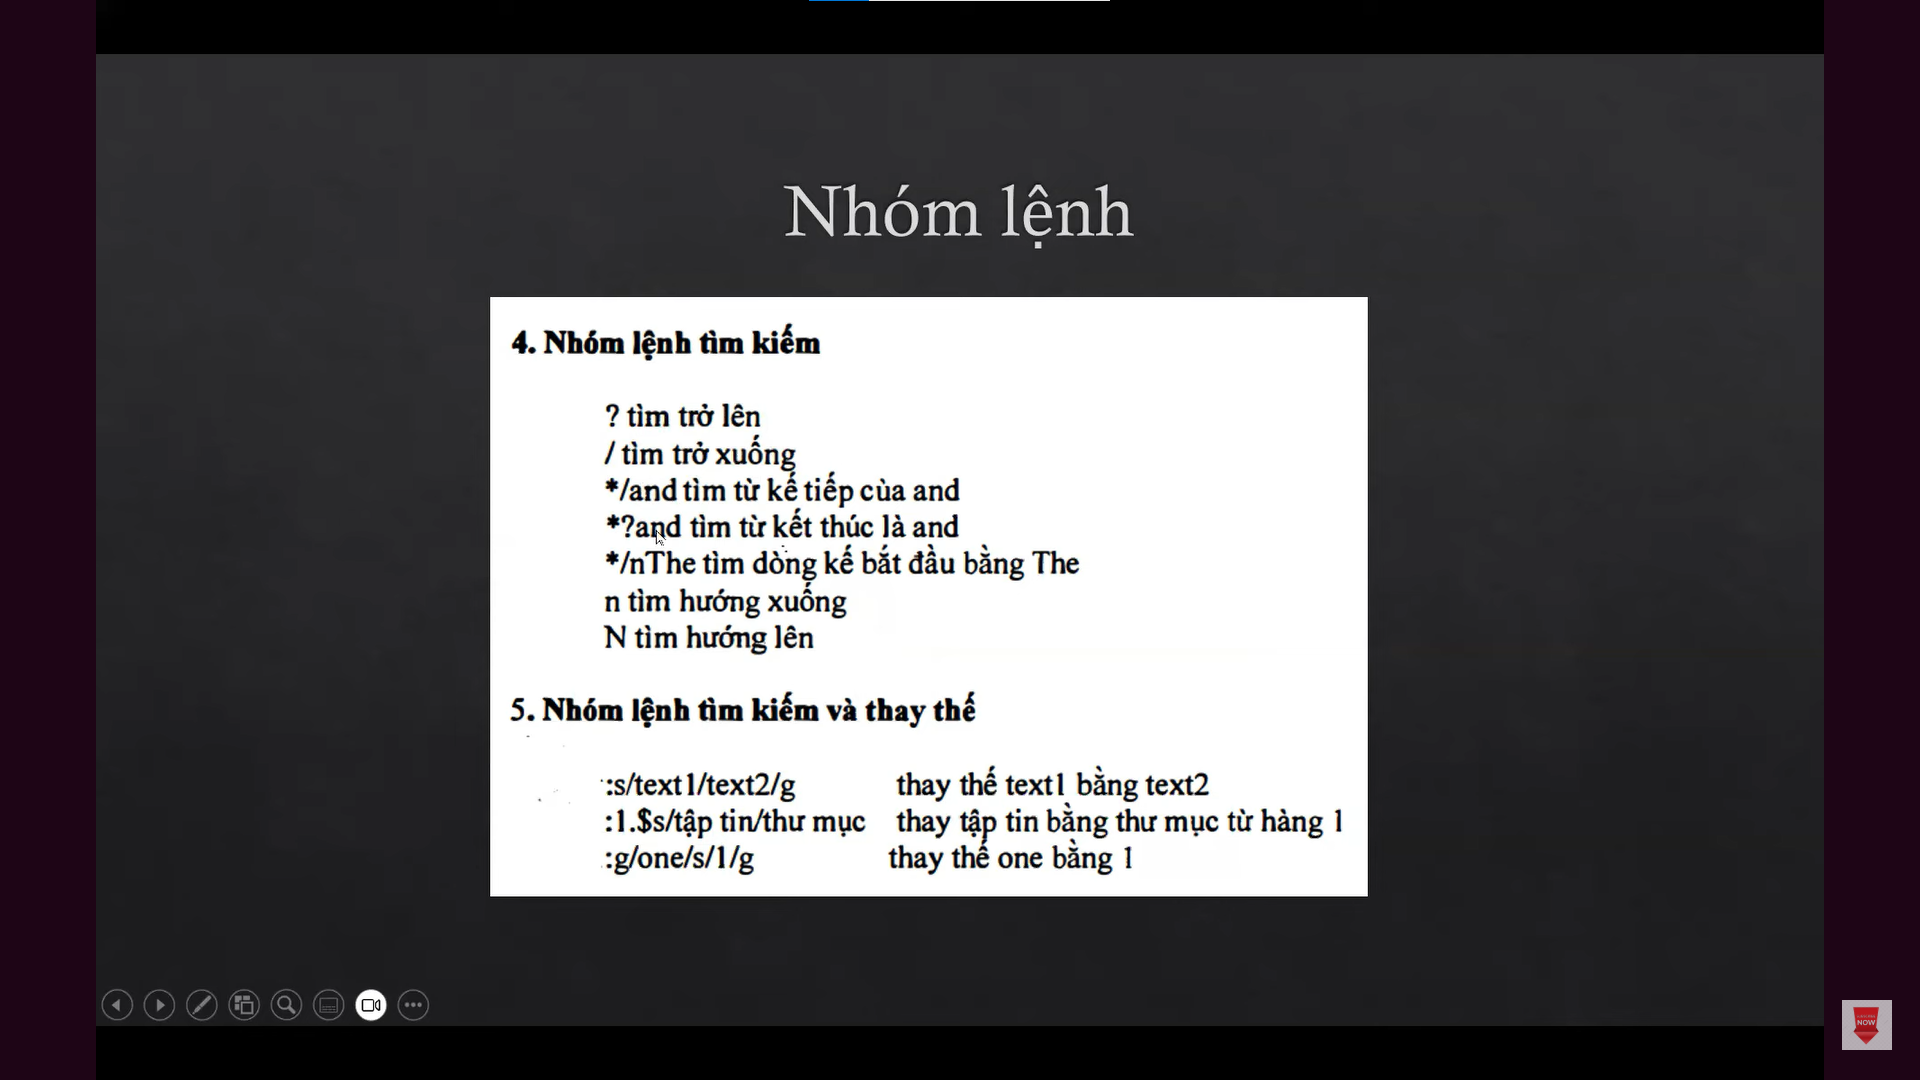 Nhóm lệnh
4. Nhóm lệnh tìm kiếm
? tìm trở lên
/ tìm trở xuống
*/and tìm từ kế tiếp của and
*?and tìm từ kết thúc là and
*/nThe tìm dòng kế bắt đầu bằng The
n tìm hướng xuống
N tìm hướng lên
5. Nhóm lệnh tìm kiếm và thay thế
:s/text1/text2/g thay thế text1 bằng text2
:1.$s/tập tin/thư mục thay tập tin bằng thư mục từ hàng 1
:g/one/s/1/g thay thế one bằng 1
NOW